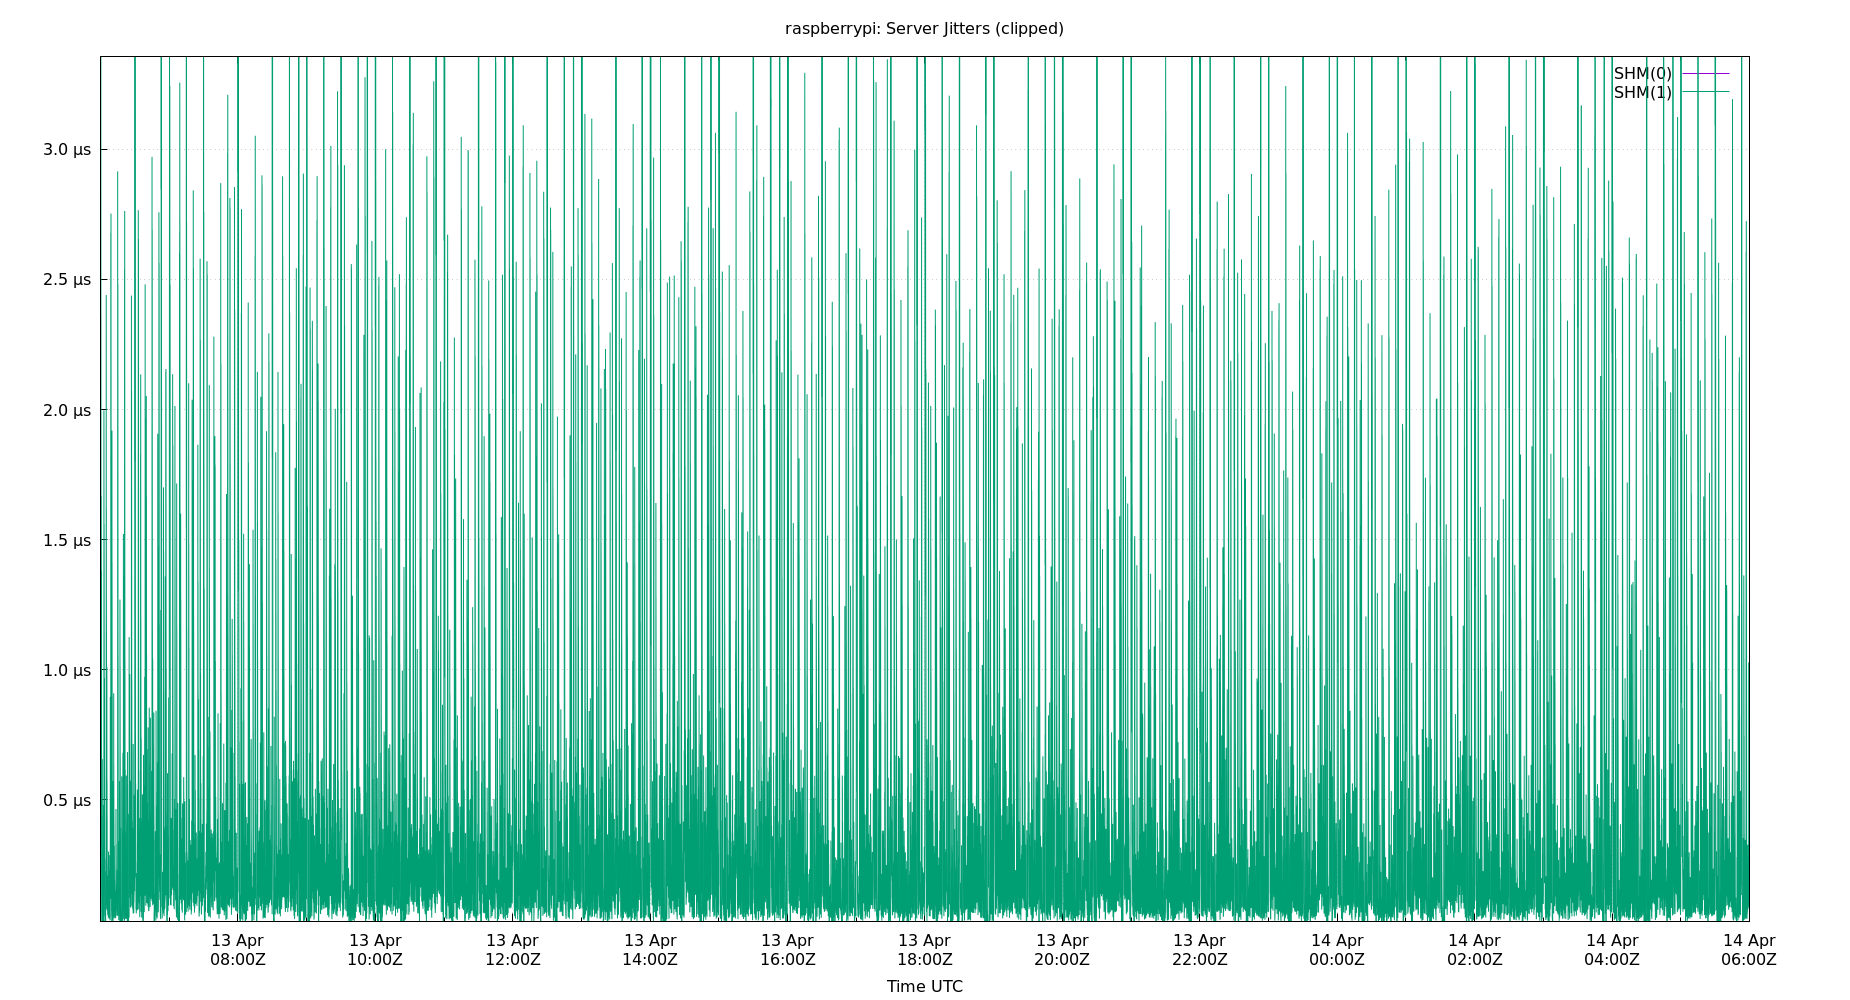 raspberrypi: Server Jitters (clipped)
SHM(0)
SHM(1)
3.0 µs
2.5 µs
2.0 µs
1.5 µs
1.0 µs
0.5 µs
13 Apr 13 Apr 13 Apr 13 Apr 13 Apr 13 Apr 13 Apr 13 Apr 14 Apr 14 Apr 14 Apr 14 Apr
08:00Z 10:00Z 12:00Z 14:00Z 16:00Z 18:00Z 20:00Z 22:00Z 00:00Z 02:00Z 04:00Z 06:00Z
Time UTC